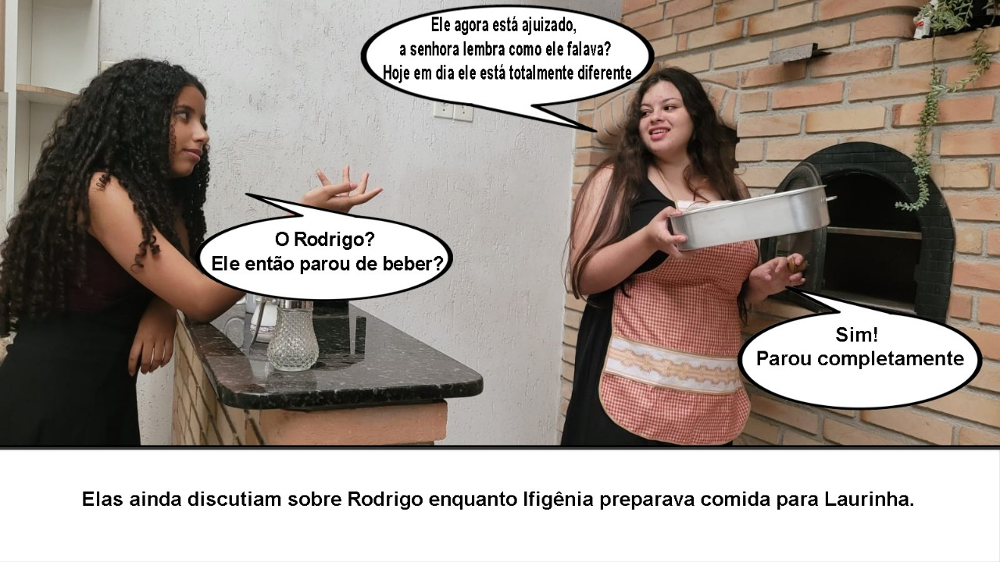 Ele agora está ajuizado,
a senhora lembra como ele falava?
Hoje em dia ele está totalmente diferente
O Rodrigo?
Ele então parou de beber?
Sim!
Parou completamente
Elas ainda discutiam sobre Rodrigo enquanto Ifigênia preparava comida para Laurinha.